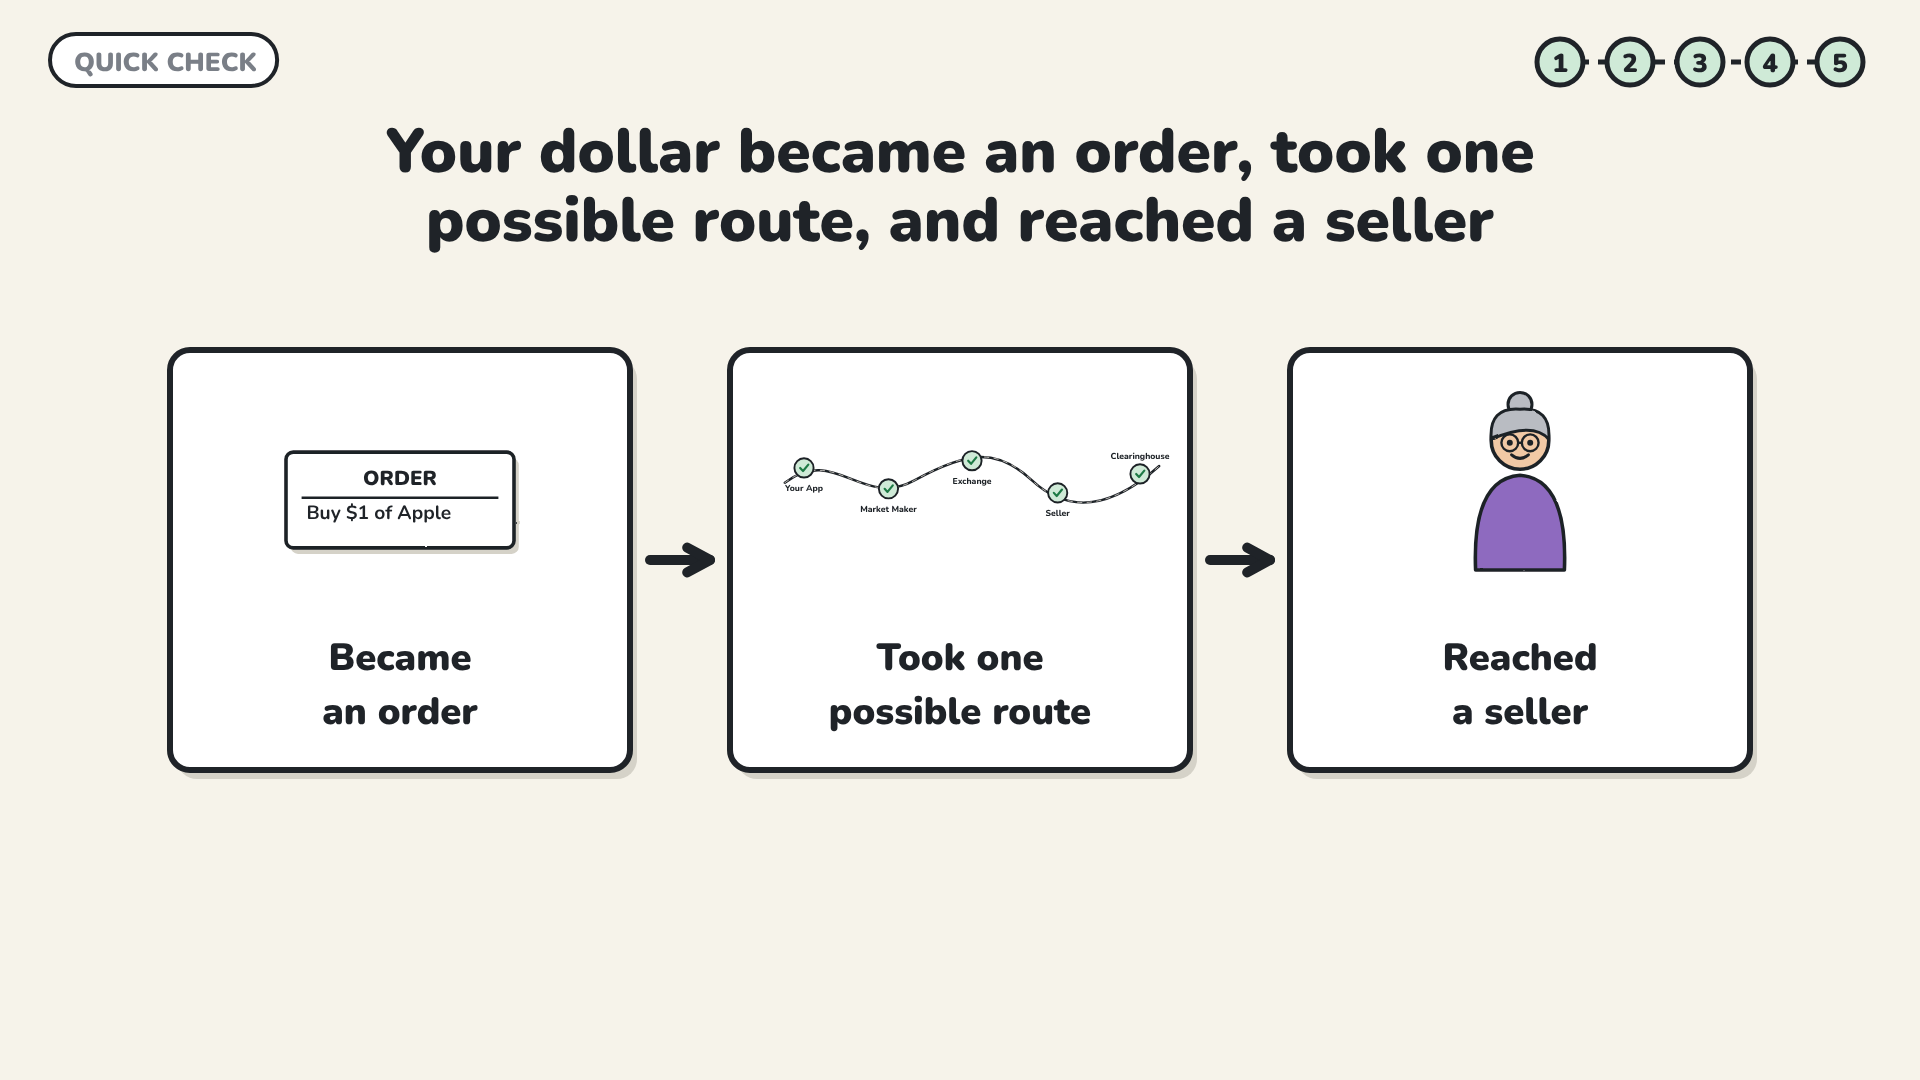 QUICK CHECK
1 2 3 4 5
Your dollar became an order, took one
possible route, and reached a seller
ORDER
Buy $1 of Apple
Your App
Market Maker
Exchange
Seller
Clearinghouse
Became
an order
Took one
possible route
Reached
a seller